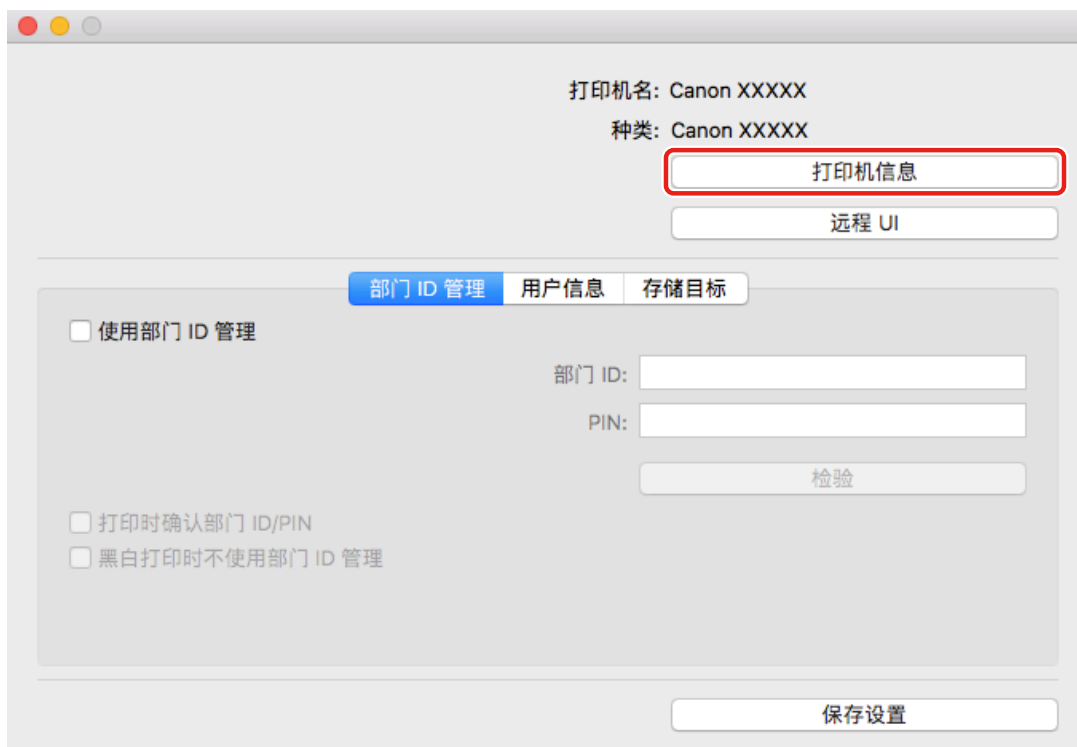 打印机名: Canon XXXXX
种类: Canon XXXXX
打印机信息
远程 UI
部门 ID 管理 用户信息 存储目标
使用部门 ID 管理
部门 ID:
PIN:
检验
打印时确认部门 ID/PIN
黑白打印时不使用部门 ID 管理
保存设置